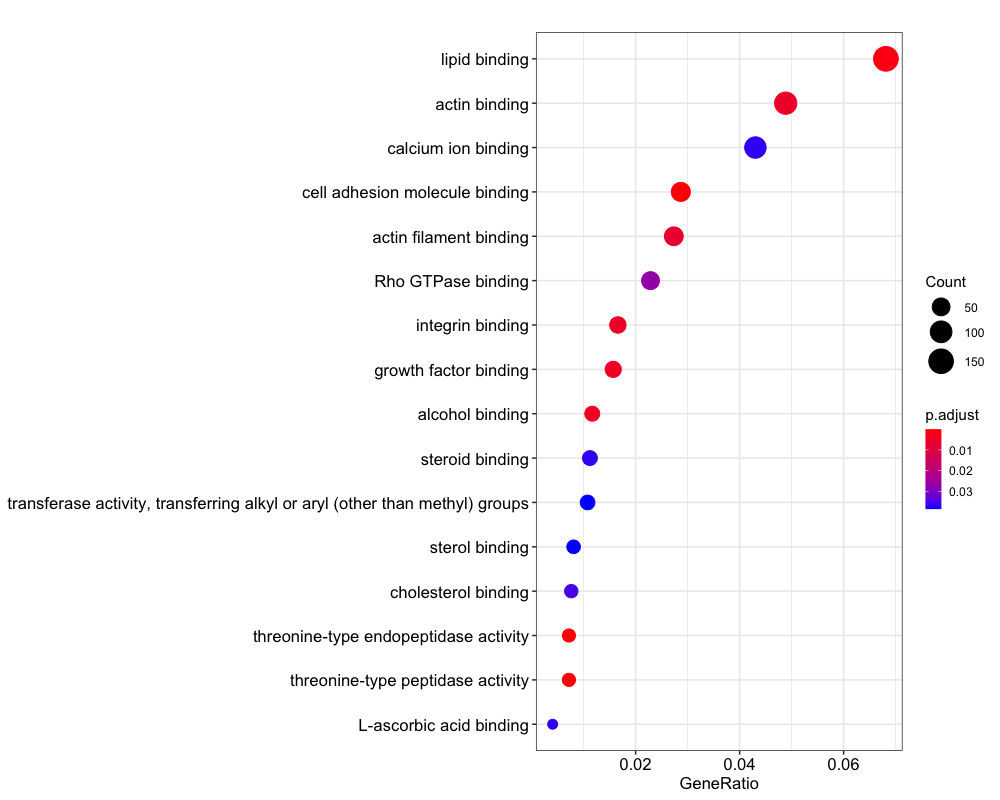 lipid binding
actin binding
calcium ion binding
cell adhesion molecule binding
actin filament binding
Rho GTPase binding
integrin binding
growth factor binding
alcohol binding
steroid binding
transferase activity, transferring alkyl or aryl (other than methyl) groups
sterol binding
cholesterol binding
threonine-type endopeptidase activity
threonine-type peptidase activity
L-ascorbic acid binding
0.02 0.04 0.06
GeneRatio
Count
50
100
150
p.adjust
0.01
0.02
0.03